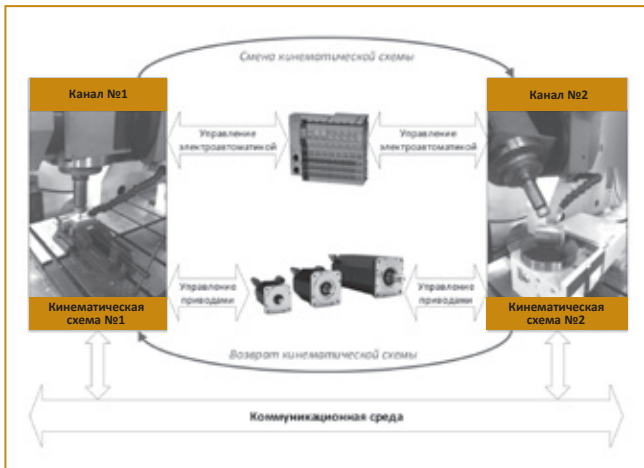 Смена кинематической схемы
Канал №1
Канал №2
Управление
электроавтоматикой
Управление
электроавтоматикой
Управление
приводами
Управление
приводами
Кинематическая
схема №1
Кинематическая
схема №2
Возврат кинематической схемы
Коммуникационная среда